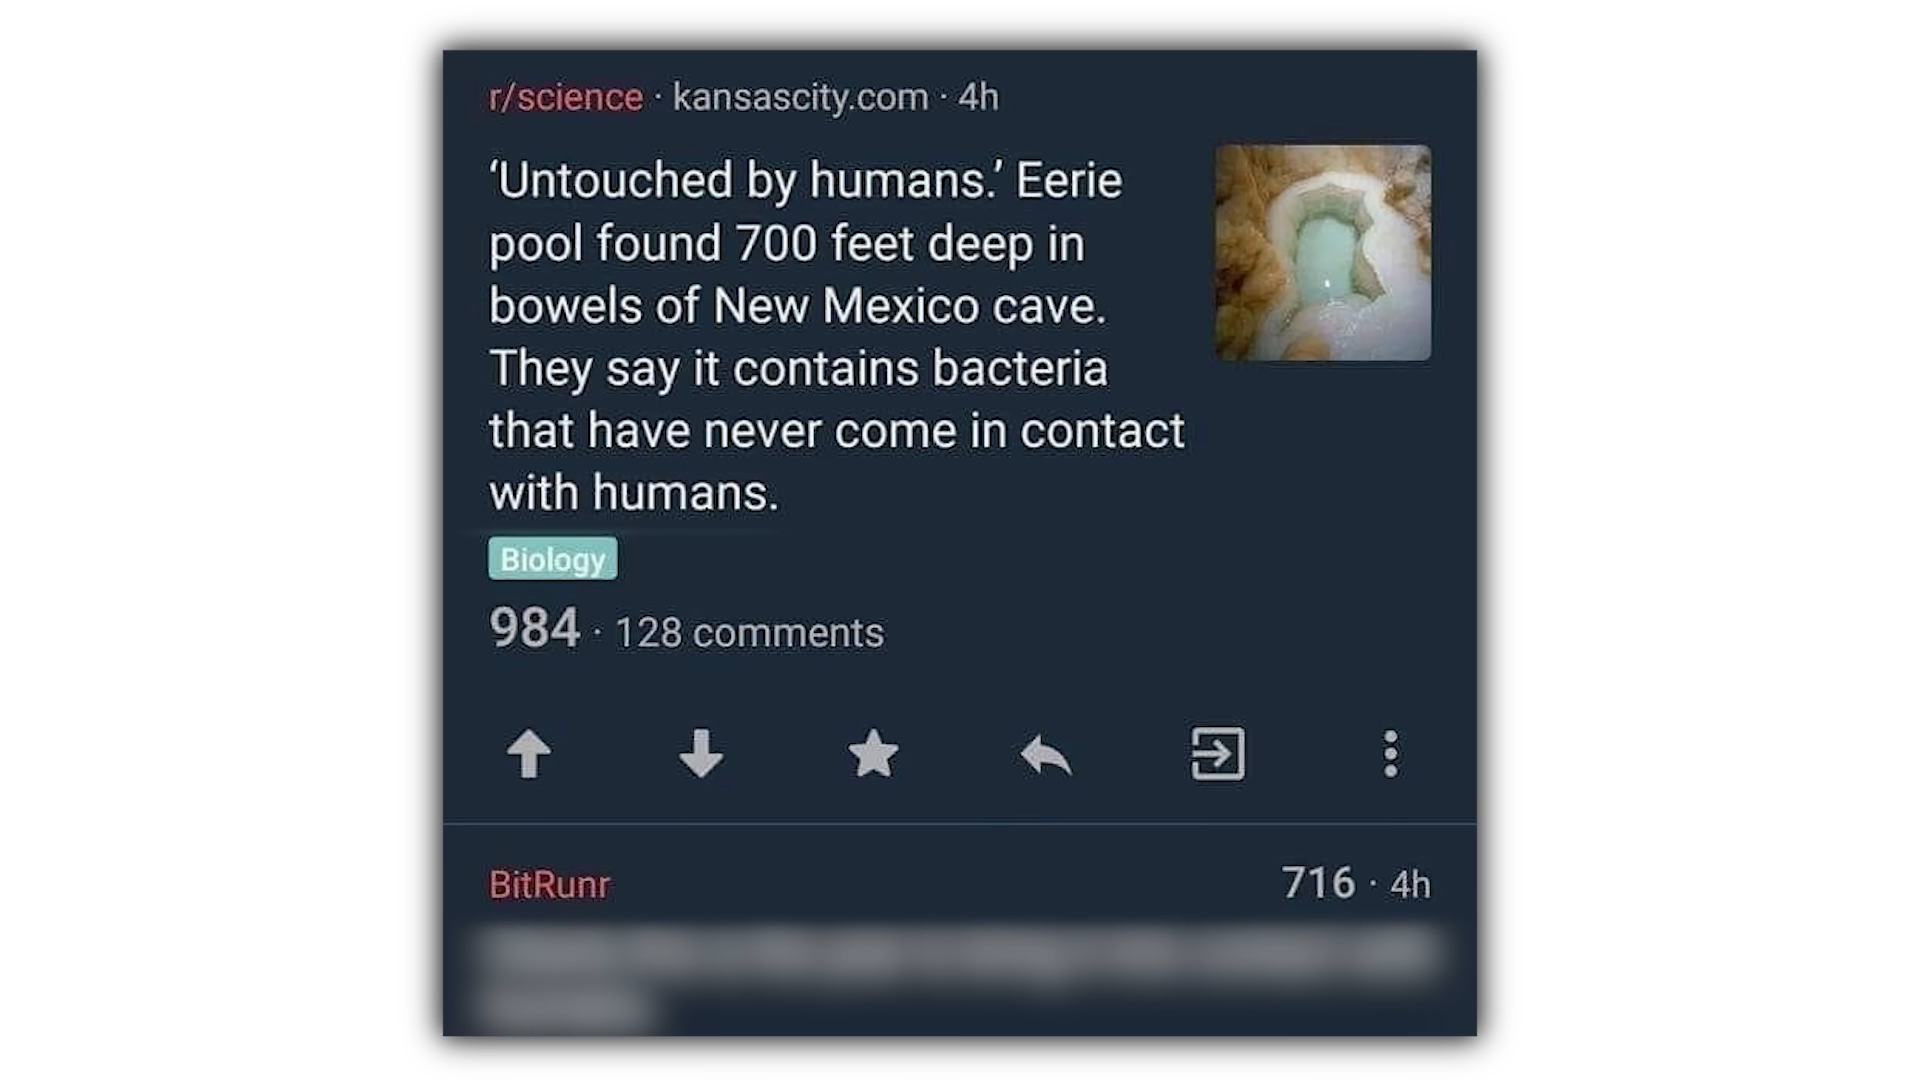 r/science · kansascity.com · 4h
‘Untouched by humans.’ Eerie
pool found 700 feet deep in
bowels of New Mexico cave.
They say it contains bacteria
that have never come in contact
with humans.
Biology
984 · 128 comments
BitRunr 716 · 4h